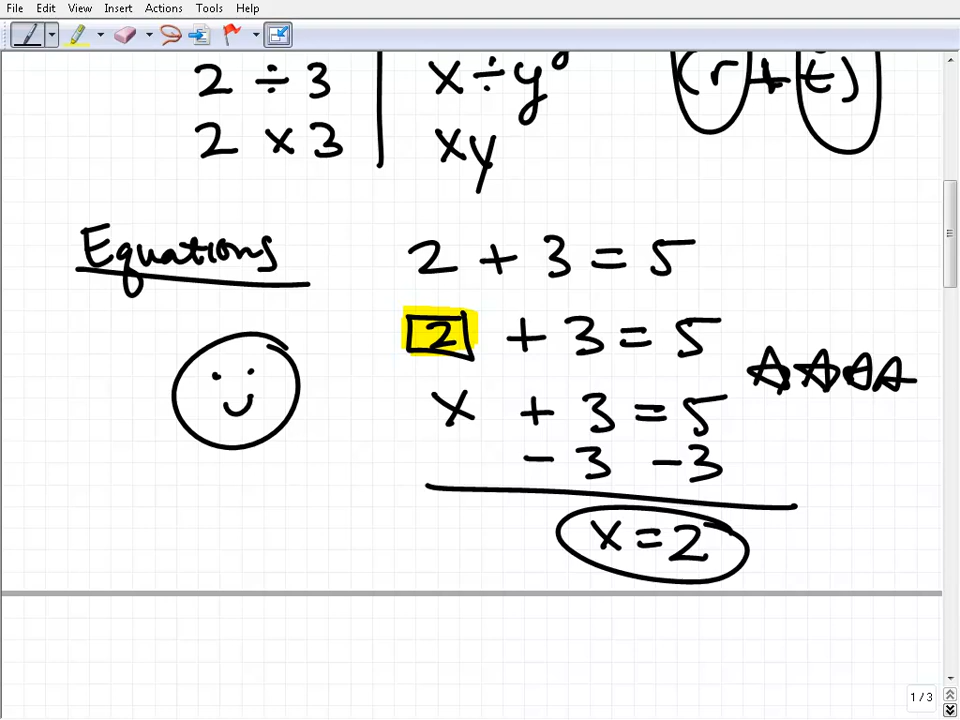 File Edit View Insert Actions Tools Help
2 ÷ 3 x ÷ y (r + t)
2 x 3 xy
Equations 2 + 3 = 5
2 + 3 = 5
x + 3 = 5
- 3 - 3
x = 2
1 / 3